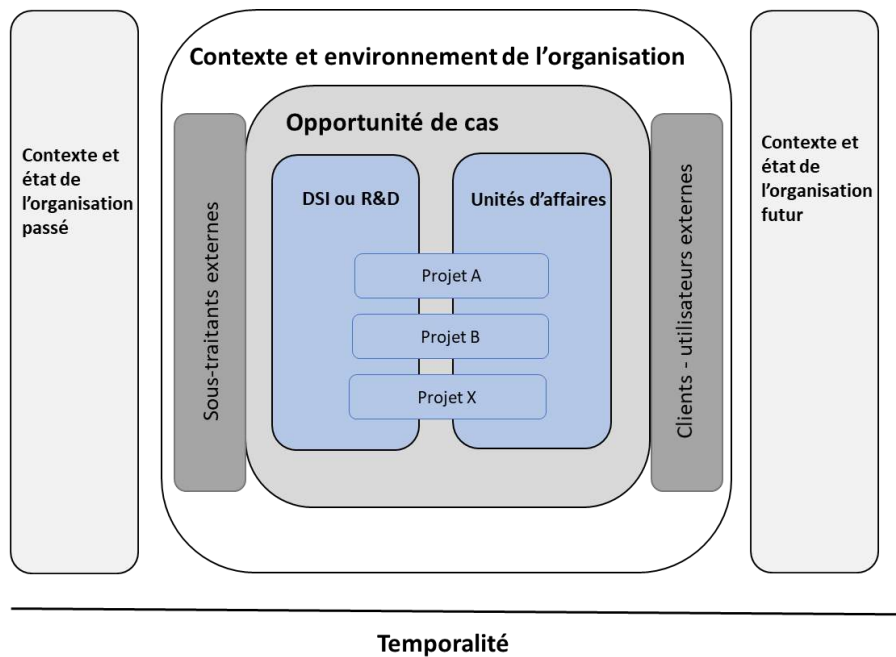 Contexte et environnement de l’organisation
Contexte et
état de
l’organisation
passé
Sous-traitants externes
Opportunité de cas
DSI ou R&D
Unités d’affaires
Projet A
Projet B
Projet X
Clients - utilisateurs externes
Contexte et
état de
l’organisation
futur
Temporalité